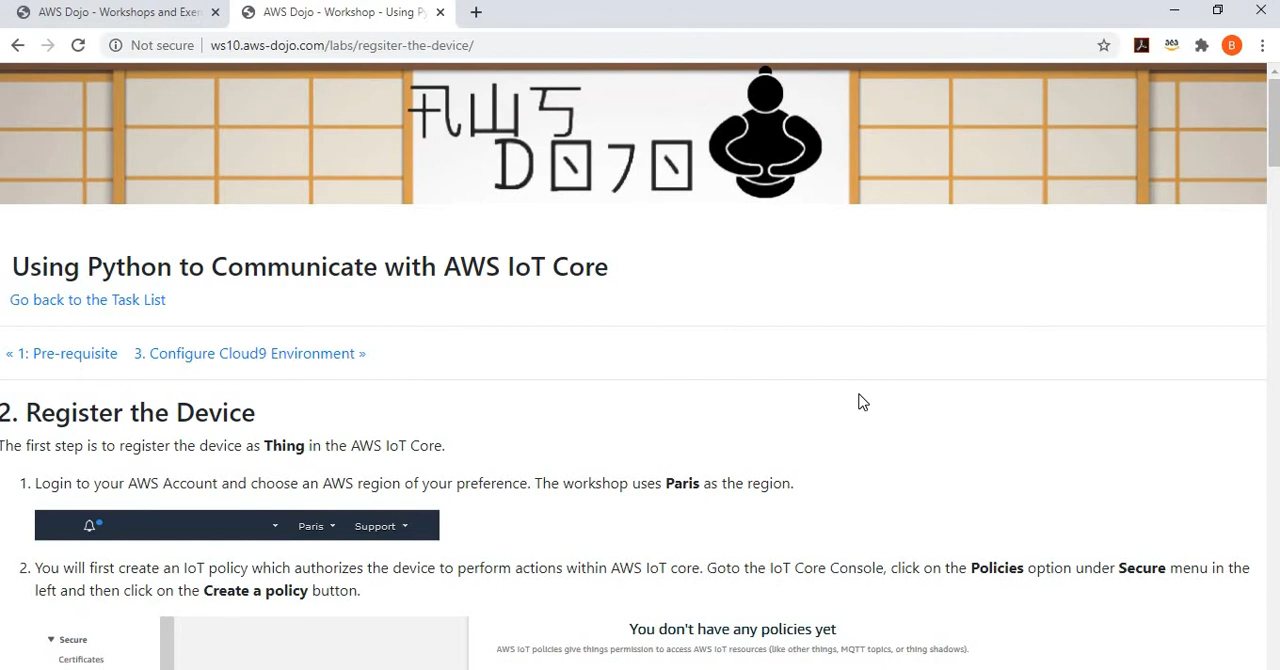 AWS Dojo - Workshops and Exer
AWS Dojo - Workshop - Using Py
Not secure
ws10.aws-dojo.com/labs/regsiter-the-device/
aws
B
Using Python to Communicate with AWS IoT Core
Go back to the Task List
« 1: Pre-requisite 3. Configure Cloud9 Environment »
2. Register the Device
The first step is to register the device as Thing in the AWS IoT Core.
1. Login to your AWS Account and choose an AWS region of your preference. The workshop uses Paris as the region.
Paris Support
2. You will first create an IoT policy which authorizes the device to perform actions within AWS IoT core. Goto the IoT Core Console, click on the Policies option under Secure menu in the
left and then click on the Create a policy button.
Secure
Certificates
You don't have any policies yet
AWS IoT policies give things permission to access AWS IoT resources (like other things, MQTT topics, or thing shadows).